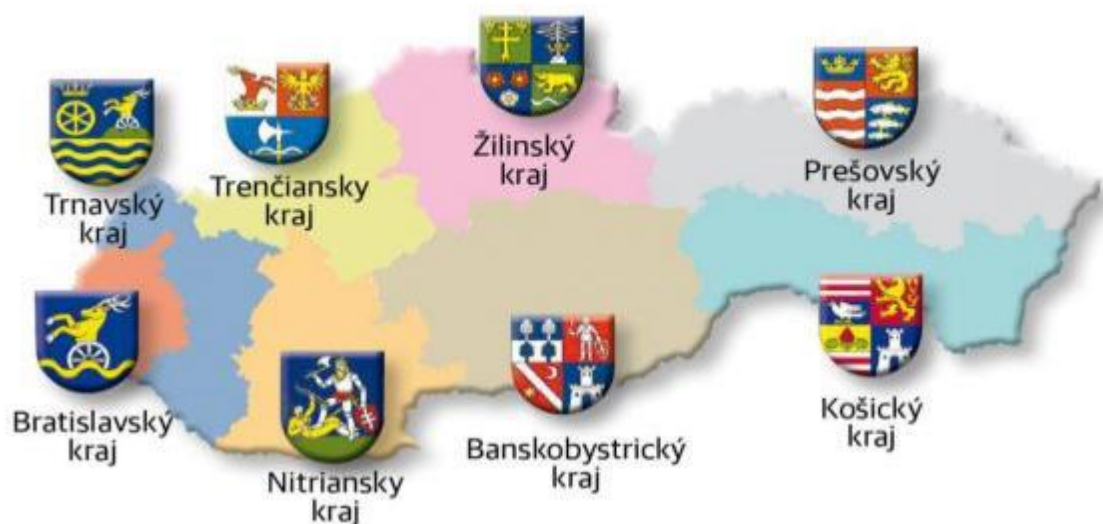 Žilinský
kraj
Prešovský
kraj
Trenčiansky
kraj
Trnavský
kraj
Bratislavský
kraj
Nitriansky
kraj
Banskobystrický
kraj
Košický
kraj